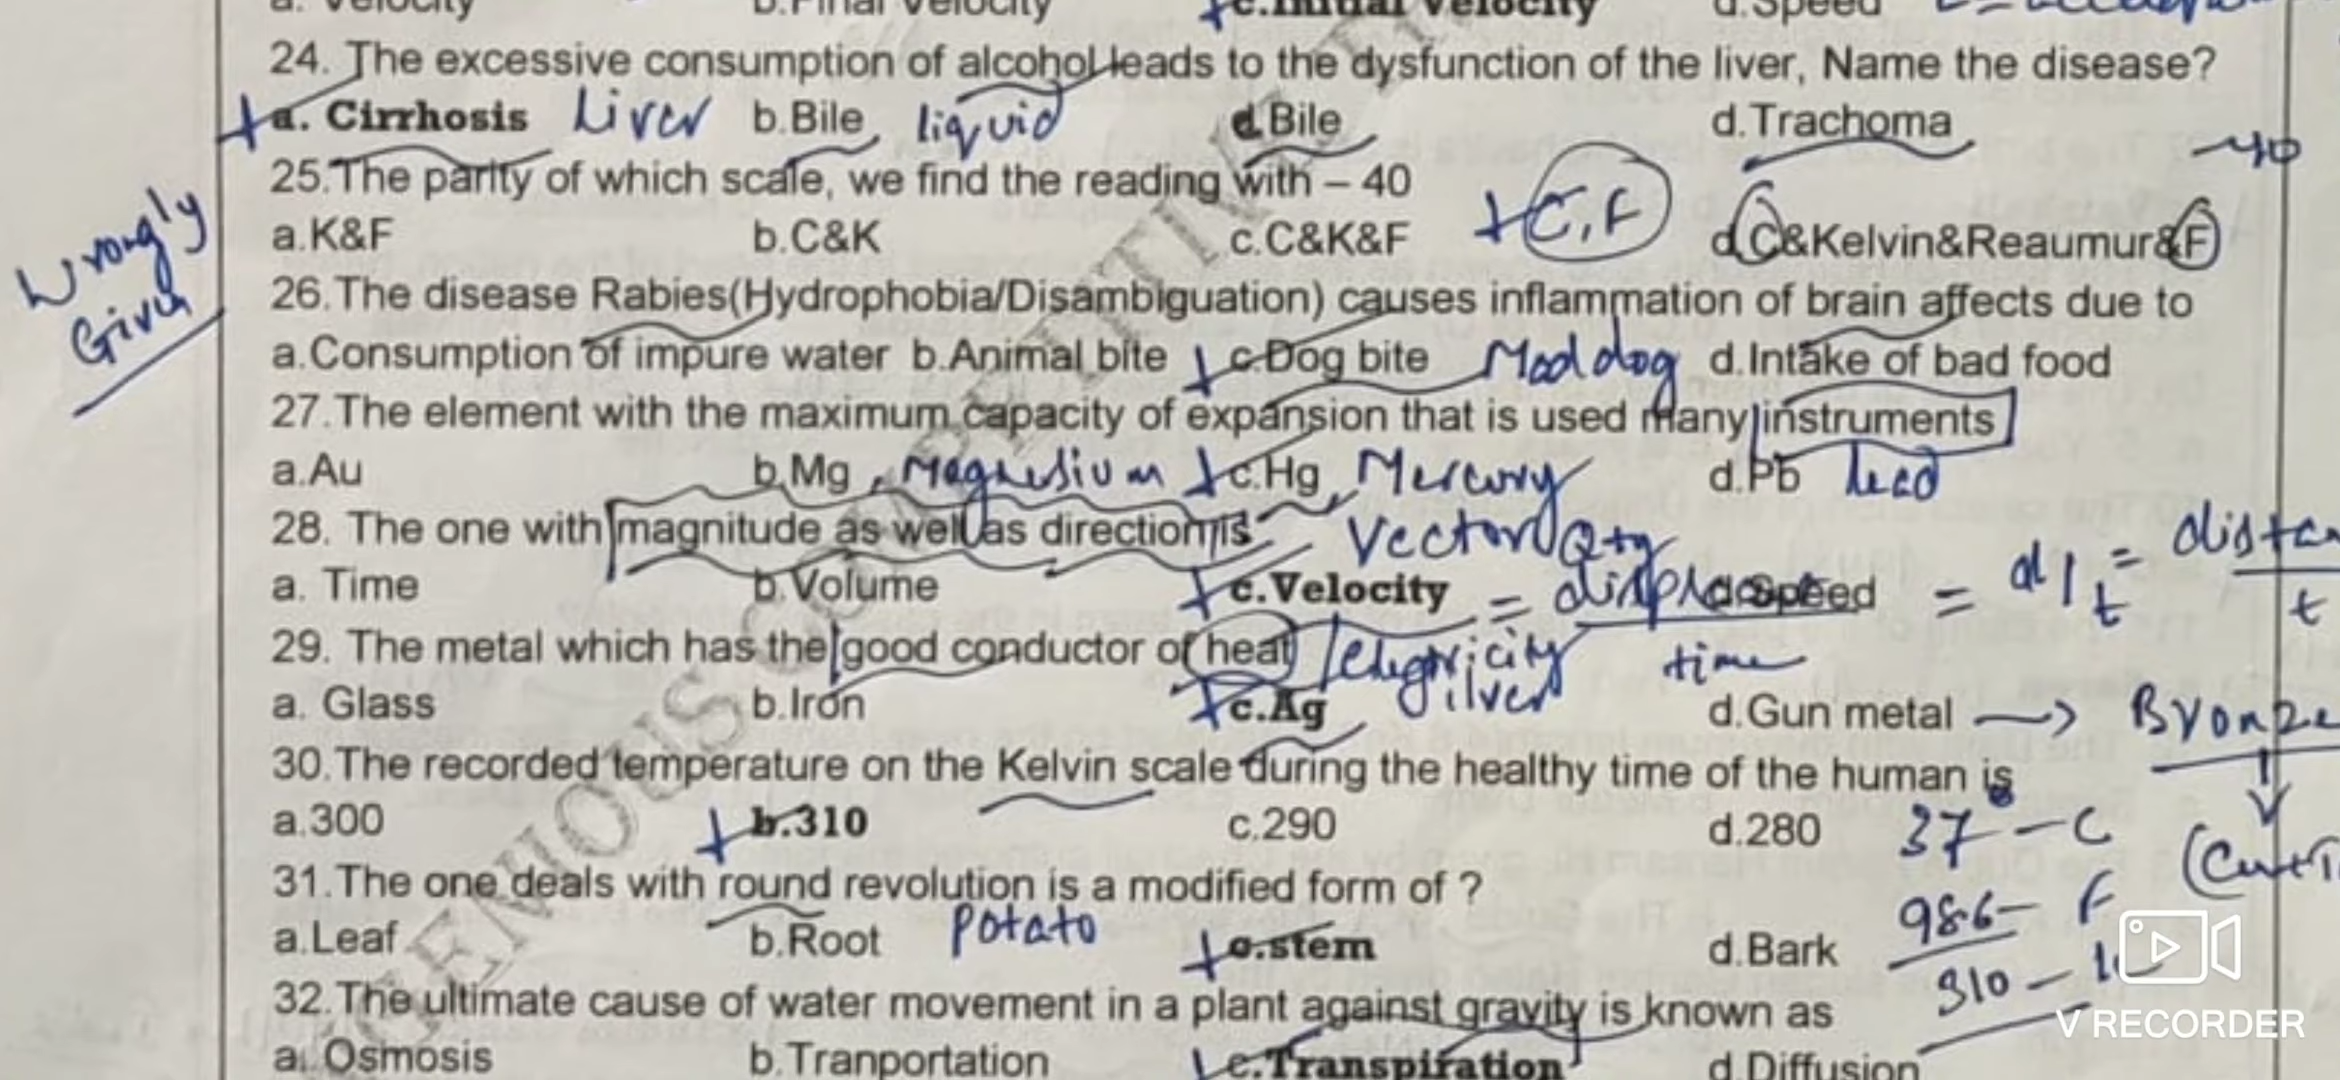 a. Velocity b.Final Velocity c.Initial Velocity d.Speed
24. The excessive consumption of alcohol leads to the dysfunction of the liver, Name the disease?
a. Cirrhosis Liver b.Bile liquid d.Bile d.Trachoma
-40
25.The parity of which scale, we find the reading with – 40
Wrongly Given
a.K&F b.C&K c.C&K&F C,F d.C&Kelvin&Reaumur&F
26.The disease Rabies(Hydrophobia/Disambiguation) causes inflammation of brain affects due to
a.Consumption of impure water b.Animal bite c.Dog bite Mad dog d.Intake of bad food
27.The element with the maximum capacity of expansion that is used many instruments
a.Au b.Mg, Magnesium c.Hg, Mercury d.Pb lead
28. The one with magnitude as well as direction is Vector Qty
a. Time b.Volume c.Velocity = d.Speed = d/t = t
29. The metal which has the good conductor of heat / time
a. Glass b.Iron c.Ag Silver d.Gun metal → Bronze
30.The recorded temperature on the Kelvin scale during the healthy time of the human is
a.300 b.310 c.290 d.280 37° – C
31.The one deals with round revolution is a modified form of ?
98.6 – F
a.Leaf b.Root Potato c.stem d.Bark
310 –
32.The ultimate cause of water movement in a plant against gravity is known as
V RECORDER
a. Osmosis b.Tranportation c.Transpiration d.Diffusion
INGENIOUS COMPETITIVE